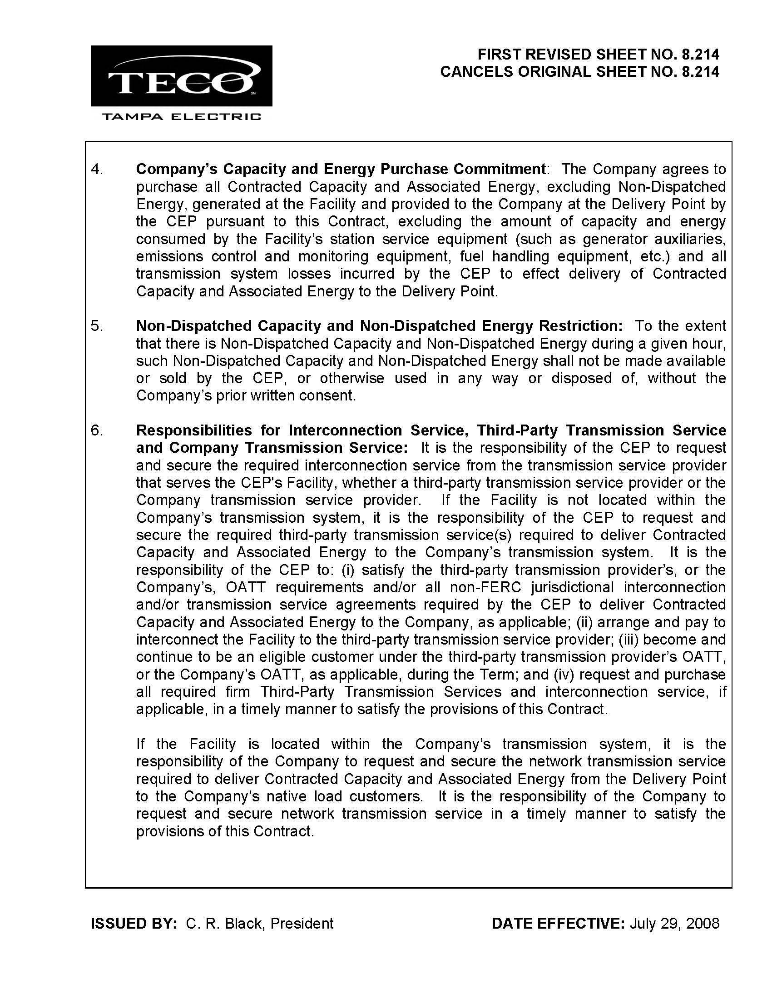 TECO
SM
TAMPA ELECTRIC
FIRST REVISED SHEET NO. 8.214
CANCELS ORIGINAL SHEET NO. 8.214
4. Company’s Capacity and Energy Purchase Commitment: The Company agrees to
purchase all Contracted Capacity and Associated Energy, excluding Non-Dispatched
Energy, generated at the Facility and provided to the Company at the Delivery Point by
the CEP pursuant to this Contract, excluding the amount of capacity and energy
consumed by the Facility’s station service equipment (such as generator auxiliaries,
emissions control and monitoring equipment, fuel handling equipment, etc.) and all
transmission system losses incurred by the CEP to effect delivery of Contracted
Capacity and Associated Energy to the Delivery Point.
5. Non-Dispatched Capacity and Non-Dispatched Energy Restriction: To the extent
that there is Non-Dispatched Capacity and Non-Dispatched Energy during a given hour,
such Non-Dispatched Capacity and Non-Dispatched Energy shall not be made available
or sold by the CEP, or otherwise used in any way or disposed of, without the
Company’s prior written consent.
6. Responsibilities for Interconnection Service, Third-Party Transmission Service
and Company Transmission Service: It is the responsibility of the CEP to request
and secure the required interconnection service from the transmission service provider
that serves the CEP's Facility, whether a third-party transmission service provider or the
Company transmission service provider. If the Facility is not located within the
Company’s transmission system, it is the responsibility of the CEP to request and
secure the required third-party transmission service(s) required to deliver Contracted
Capacity and Associated Energy to the Company’s transmission system. It is the
responsibility of the CEP to: (i) satisfy the third-party transmission provider’s, or the
Company’s, OATT requirements and/or all non-FERC jurisdictional interconnection
and/or transmission service agreements required by the CEP to deliver Contracted
Capacity and Associated Energy to the Company, as applicable; (ii) arrange and pay to
interconnect the Facility to the third-party transmission service provider; (iii) become and
continue to be an eligible customer under the third-party transmission provider’s OATT,
or the Company’s OATT, as applicable, during the Term; and (iv) request and purchase
all required firm Third-Party Transmission Services and interconnection service, if
applicable, in a timely manner to satisfy the provisions of this Contract.
If the Facility is located within the Company’s transmission system, it is the
responsibility of the Company to request and secure the network transmission service
required to deliver Contracted Capacity and Associated Energy from the Delivery Point
to the Company’s native load customers. It is the responsibility of the Company to
request and secure network transmission service in a timely manner to satisfy the
provisions of this Contract.
ISSUED BY: C. R. Black, President
DATE EFFECTIVE: July 29, 2008